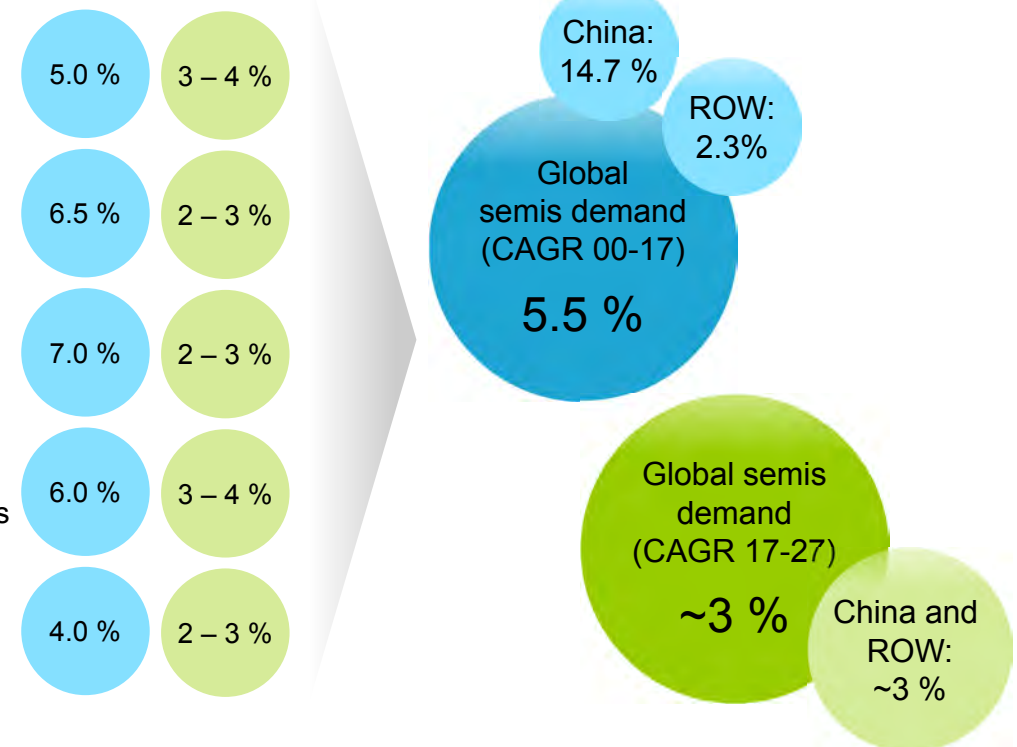 5.0 %
3 – 4 %
6.5 %
2 – 3 %
7.0 %
2 – 3 %
s
6.0 %
3 – 4 %
4.0 %
2 – 3 %
China:
14.7 %
ROW:
2.3%
Global
semis demand
(CAGR 00-17)
5.5 %
Global semis
demand
(CAGR 17-27)
~3 %
China and
ROW:
~3 %